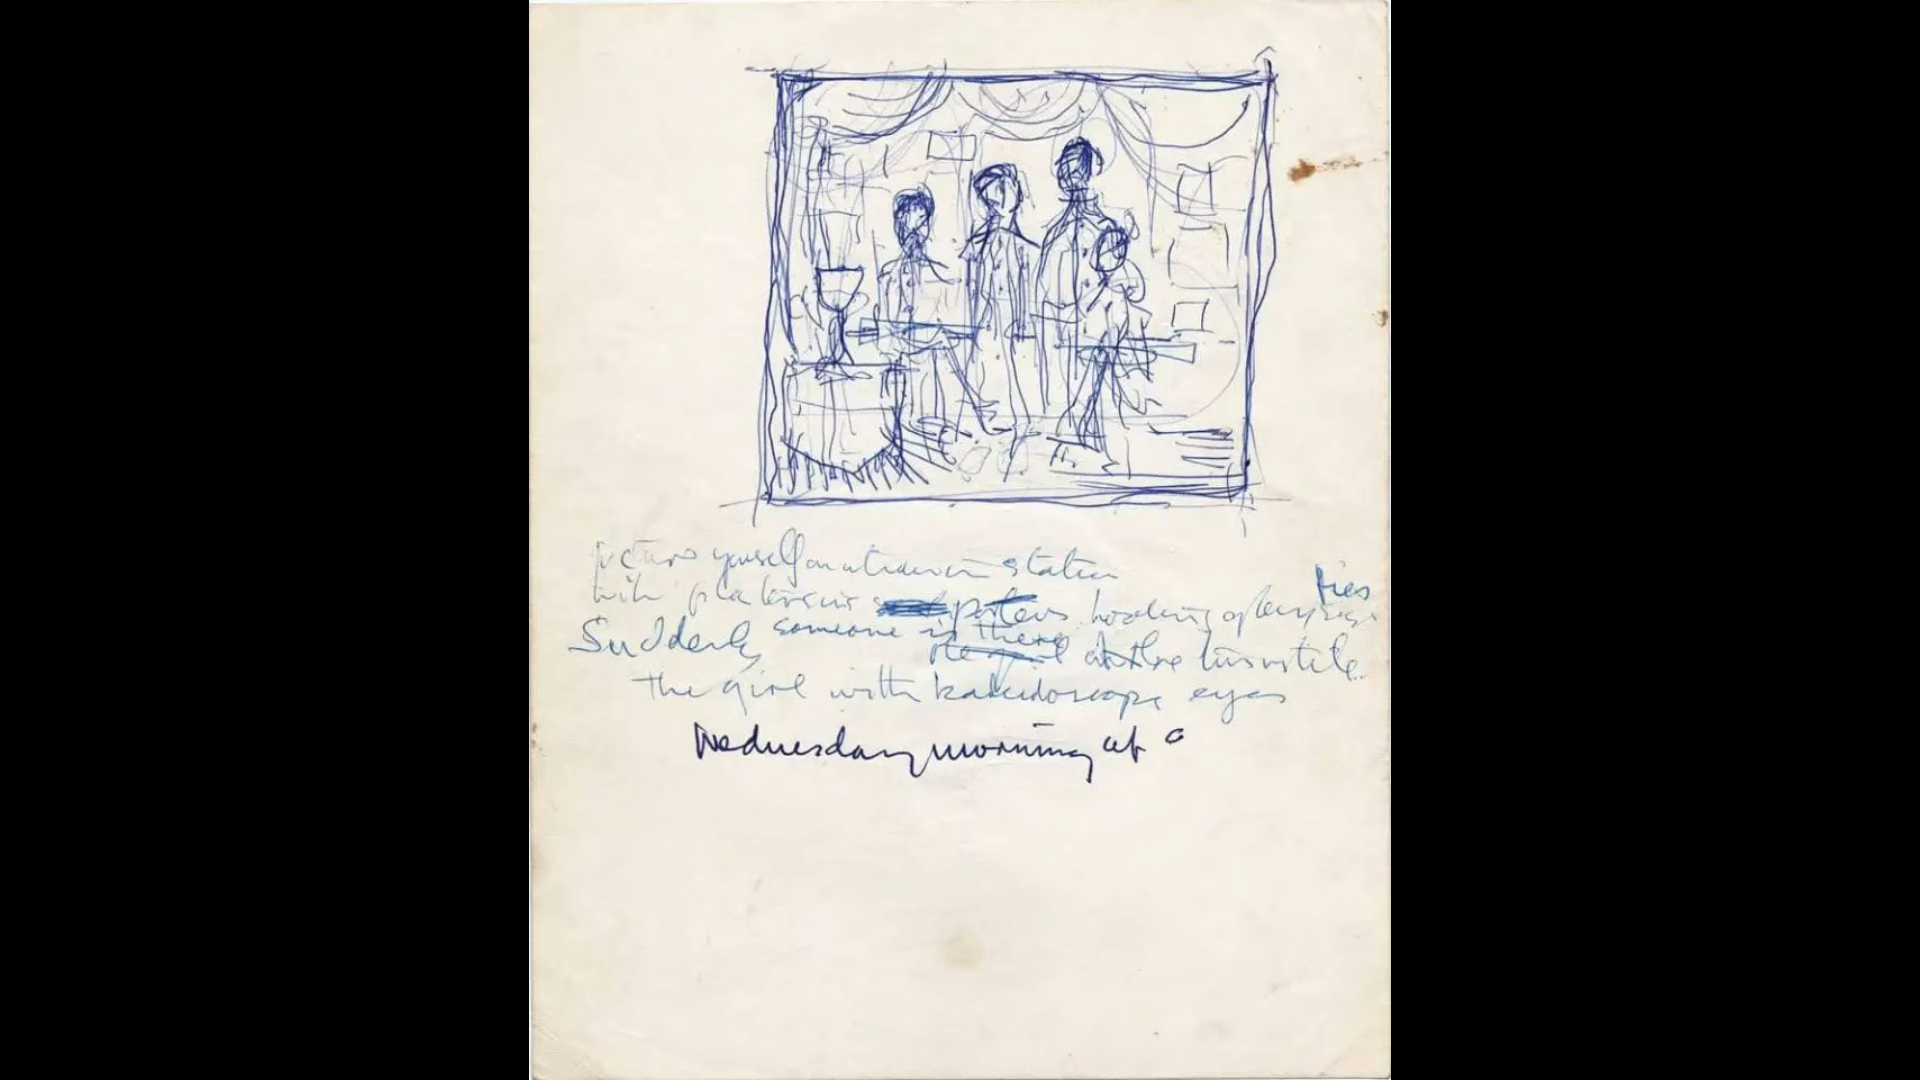 picture yourself on a train in station
with plasticine porters looking glass ties
Suddenly someone is there at the turnstile
the girl with kaleidoscope eyes
Wednesday morning at